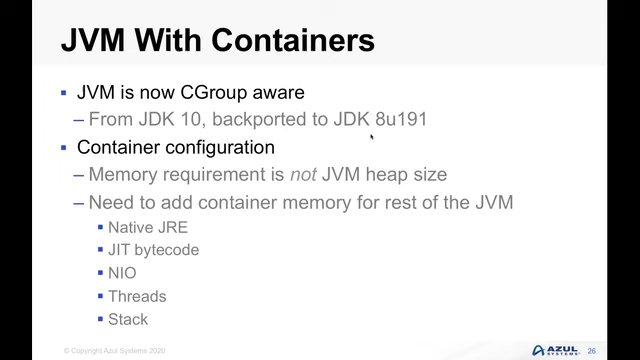 JVM With Containers
▪ JVM is now CGroup aware
– From JDK 10, backported to JDK 8u191
▪ Container configuration
– Memory requirement is not JVM heap size
– Need to add container memory for rest of the JVM
▪ Native JRE
▪ JIT bytecode
▪ NIO
▪ Threads
▪ Stack
© Copyright Azul Systems 2020
AZUL
SYSTEMS
26